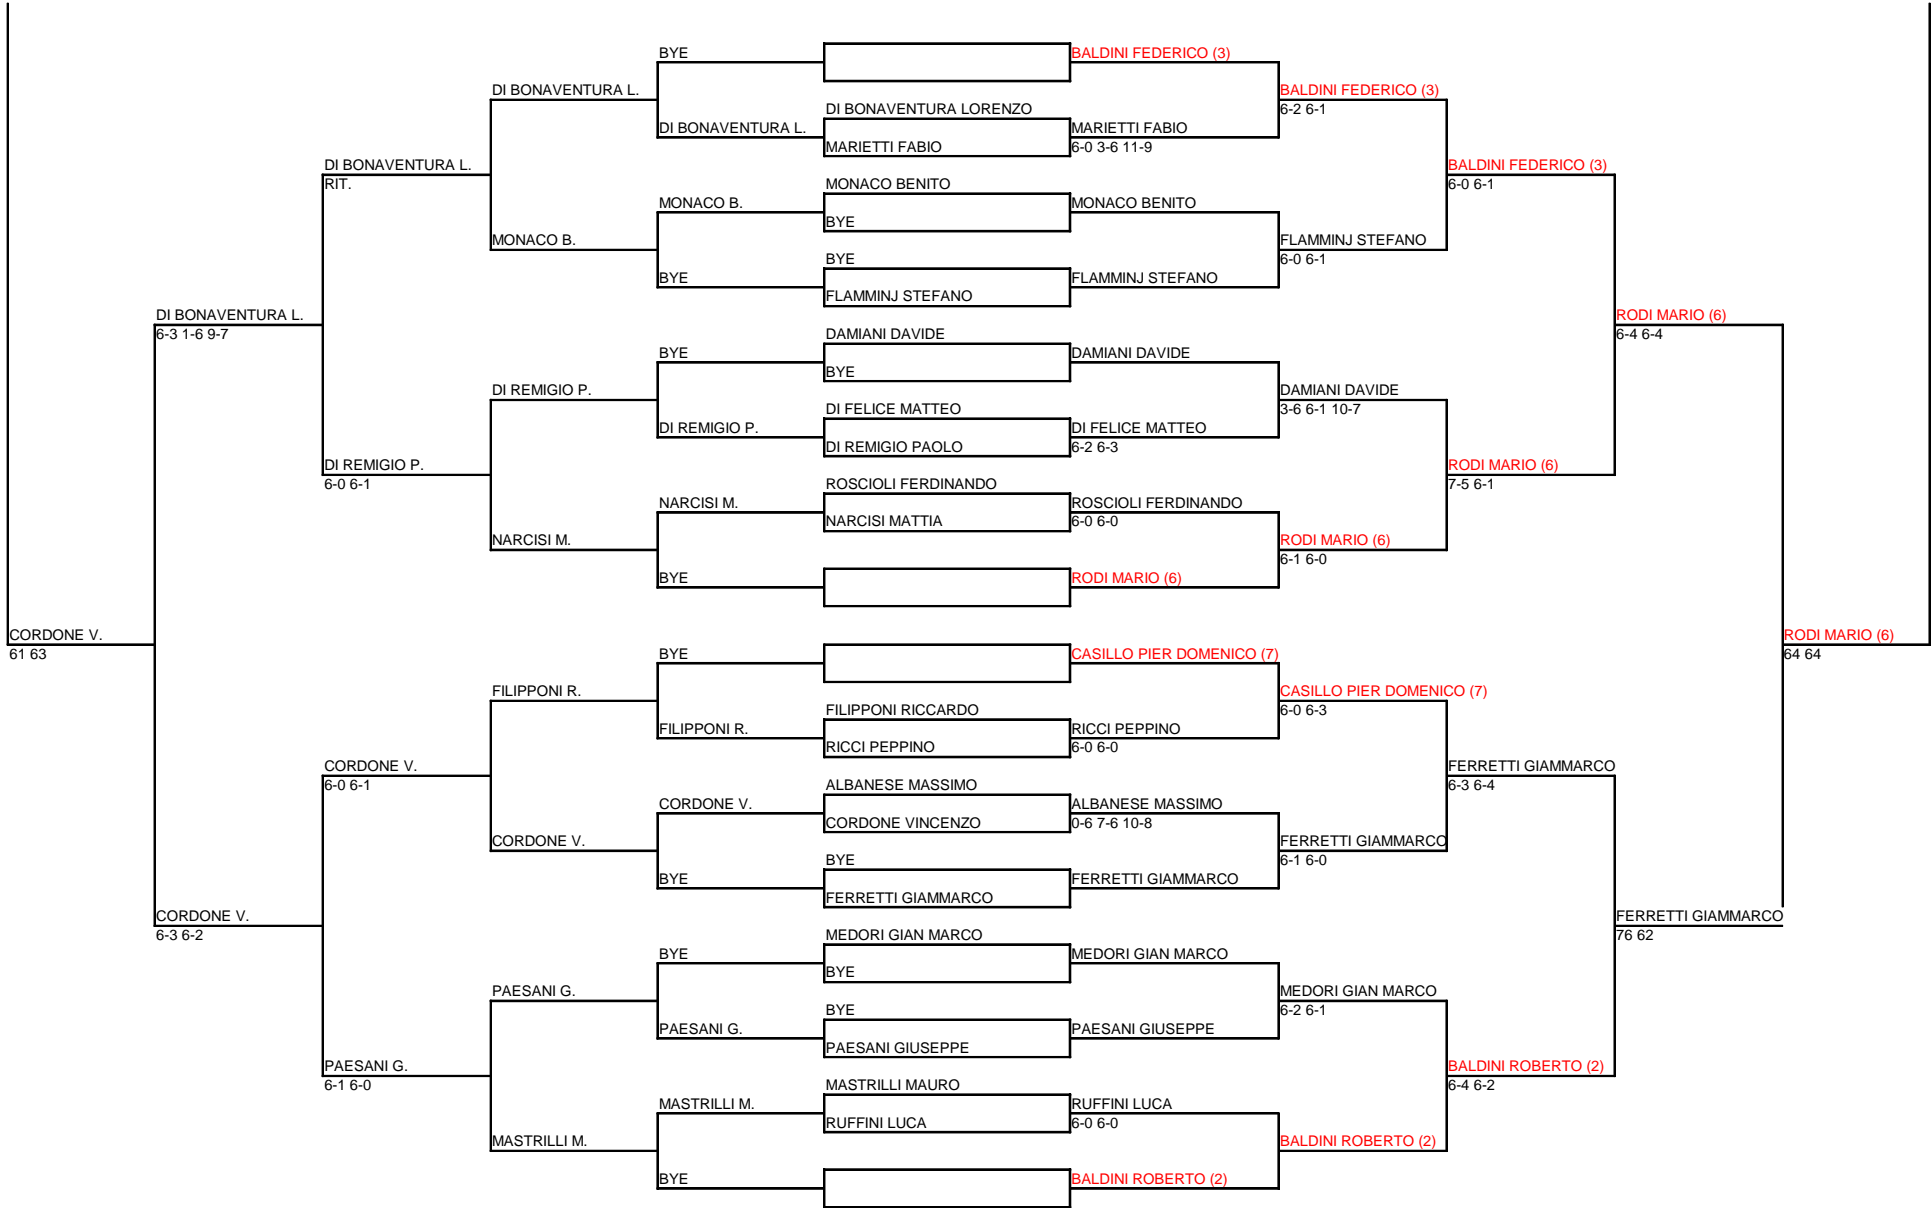 BYE
BALDINI FEDERICO (3)
DI BONAVENTURA L.
BALDINI FEDERICO (3)
6-2 6-1
DI BONAVENTURA LORENZO
DI BONAVENTURA L.
MARIETTI FABIO
MARIETTI FABIO
6-0 3-6 11-9
DI BONAVENTURA L.
RIT.
BALDINI FEDERICO (3)
6-0 6-1
MONACO BENITO
MONACO B.
MONACO BENITO
BYE
MONACO B.
FLAMMINJ STEFANO
6-0 6-1
BYE
BYE
FLAMMINJ STEFANO
FLAMMINJ STEFANO
DI BONAVENTURA L.
6-3 1-6 9-7
RODI MARIO (6)
6-4 6-4
DAMIANI DAVIDE
BYE
DAMIANI DAVIDE
BYE
DI REMIGIO P.
DAMIANI DAVIDE
3-6 6-1 10-7
DI FELICE MATTEO
DI REMIGIO P.
DI FELICE MATTEO
DI REMIGIO PAOLO
6-2 6-3
DI REMIGIO P.
6-0 6-1
RODI MARIO (6)
7-5 6-1
ROSCIOLI FERDINANDO
NARCISI M.
ROSCIOLI FERDINANDO
NARCISI MATTIA
6-0 6-0
NARCISI M.
RODI MARIO (6)
6-1 6-0
BYE
RODI MARIO (6)
CORDONE V.
61 63
RODI MARIO (6)
64 64
BYE
CASILLO PIER DOMENICO (7)
FILIPPONI R.
CASILLO PIER DOMENICO (7)
6-0 6-3
FILIPPONI RICCARDO
FILIPPONI R.
RICCI PEPPINO
RICCI PEPPINO
6-0 6-0
CORDONE V.
6-0 6-1
FERRETTI GIAMMARCO
6-3 6-4
ALBANESE MASSIMO
CORDONE V.
ALBANESE MASSIMO
CORDONE VINCENZO
0-6 7-6 10-8
CORDONE V.
FERRETTI GIAMMARCO
6-1 6-0
BYE
BYE
FERRETTI GIAMMARCO
FERRETTI GIAMMARCO
CORDONE V.
6-3 6-2
FERRETTI GIAMMARCO
76 62
MEDORI GIAN MARCO
BYE
MEDORI GIAN MARCO
BYE
PAESANI G.
MEDORI GIAN MARCO
6-2 6-1
BYE
PAESANI G.
PAESANI GIUSEPPE
PAESANI GIUSEPPE
PAESANI G.
6-1 6-0
BALDINI ROBERTO (2)
6-4 6-2
MASTRILLI MAURO
MASTRILLI M.
RUFFINI LUCA
RUFFINI LUCA
6-0 6-0
MASTRILLI M.
BALDINI ROBERTO (2)
BYE
BALDINI ROBERTO (2)